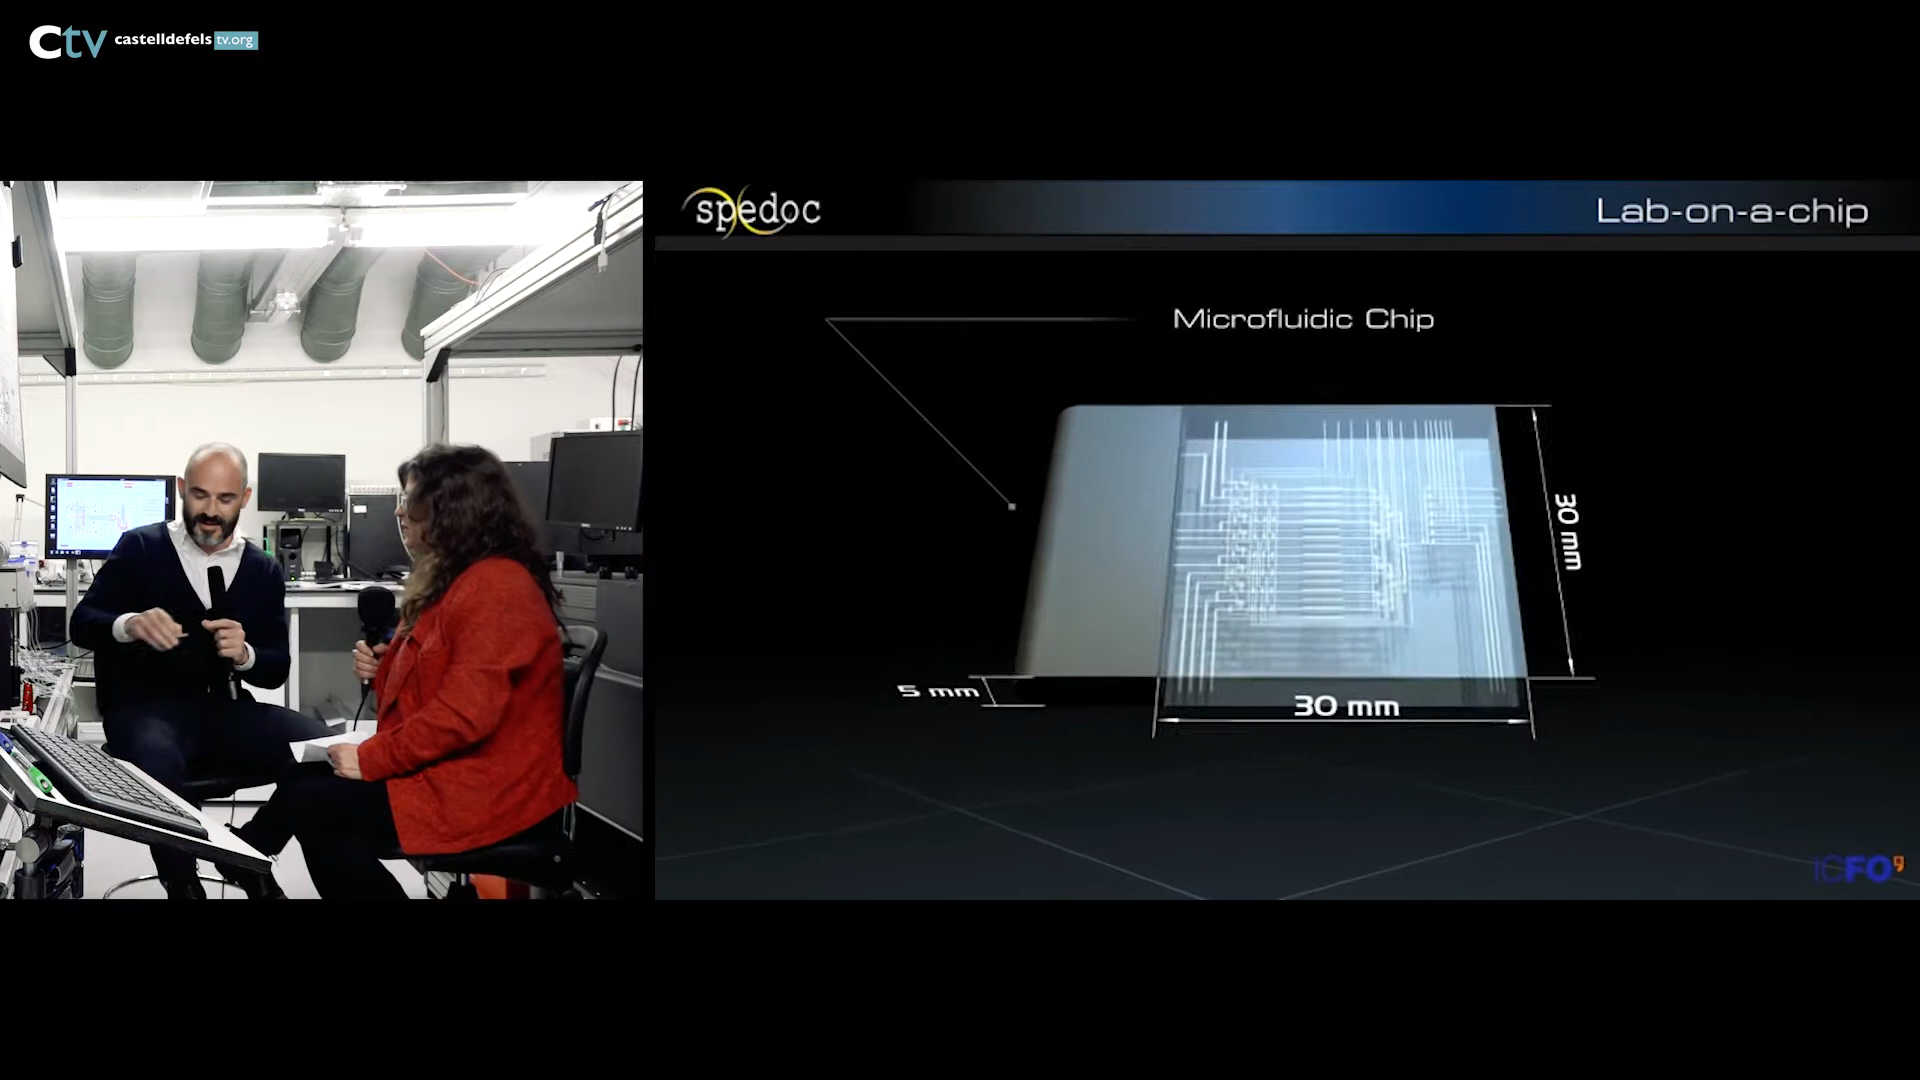 Ctv castelldefels tv.org
spedoc
Lab-on-a-chip
Microfluidic Chip
30 mm
5 mm
30 mm
ICFO